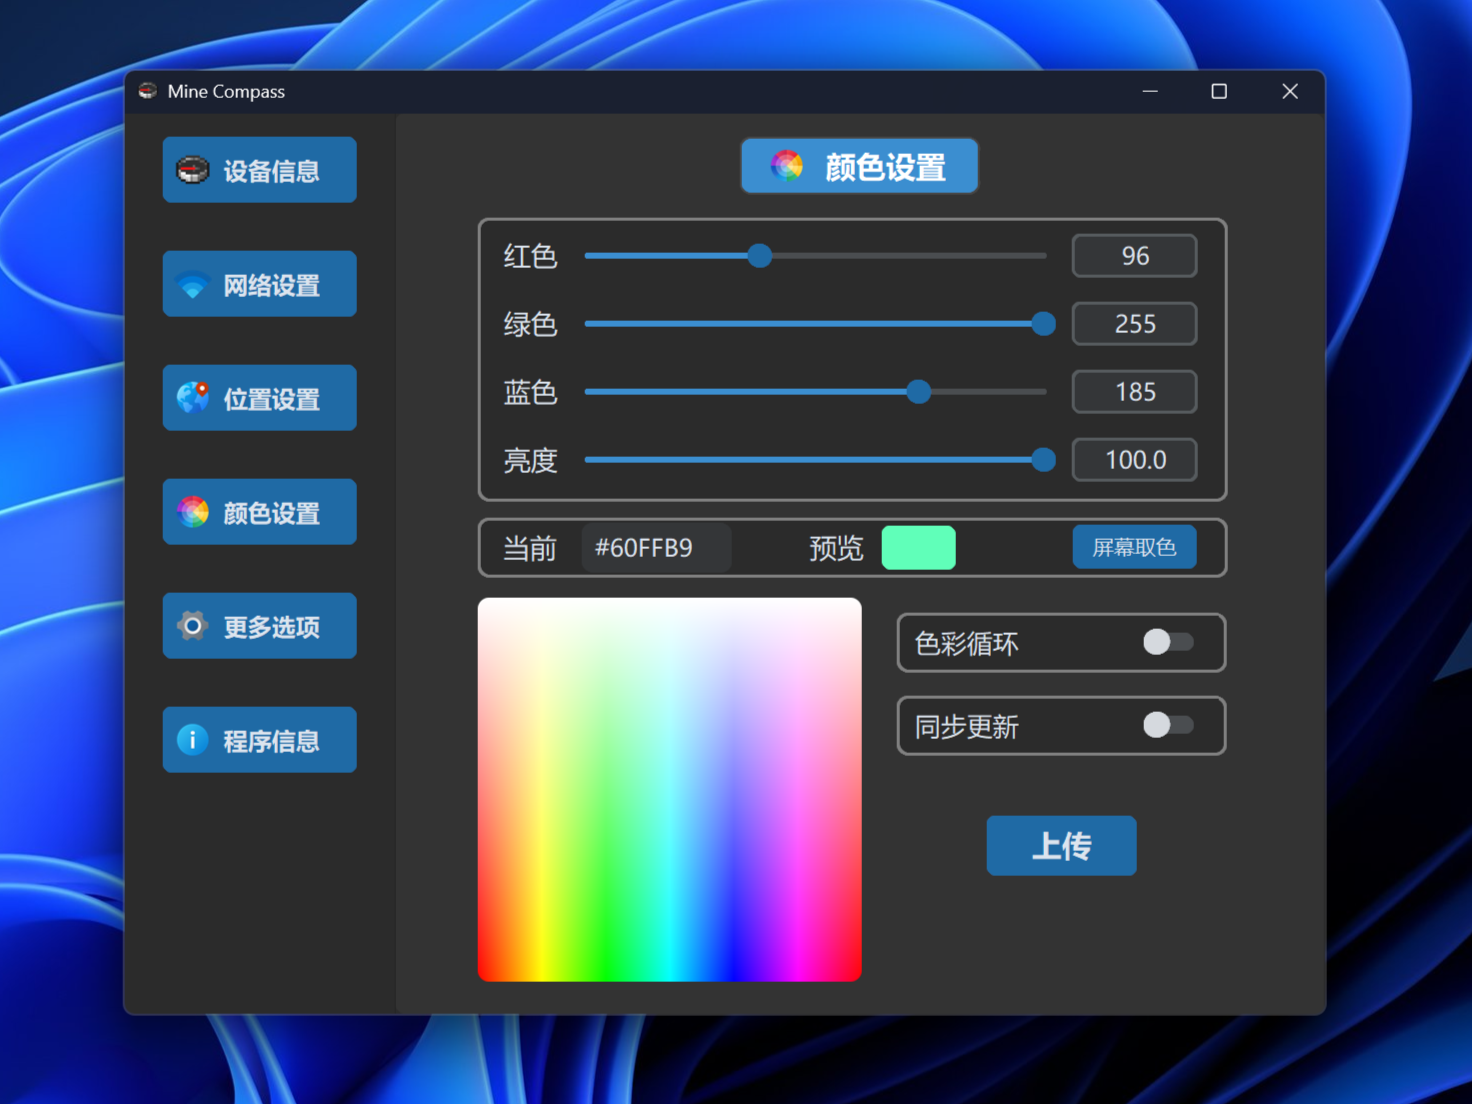 Mine Compass
设备信息
网络设置
位置设置
颜色设置
更多选项
程序信息
颜色设置
红色 96
绿色 255
蓝色 185
亮度 100.0
当前 #60FFB9 预览 屏幕取色
色彩循环
同步更新
上传